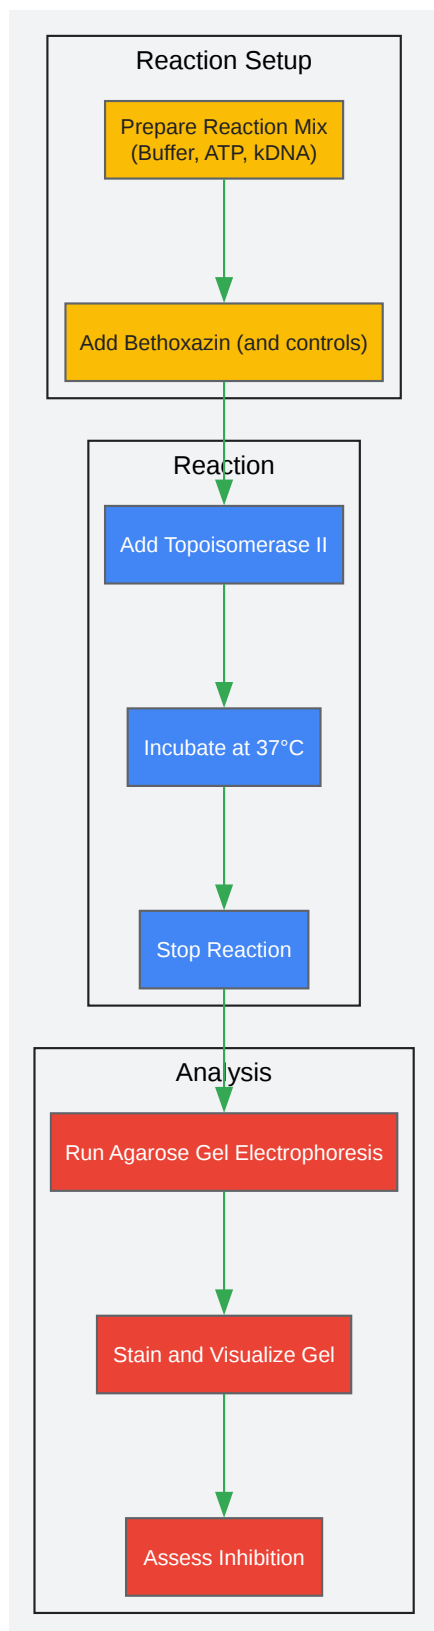 Reaction Setup
Prepare Reaction Mix
(Buffer, ATP, kDNA)
Add Bethoxazin (and controls)
Reaction
Add Topoisomerase II
Incubate at 37°C
Stop Reaction
Analysis
Run Agarose Gel Electrophoresis
Stain and Visualize Gel
Assess Inhibition